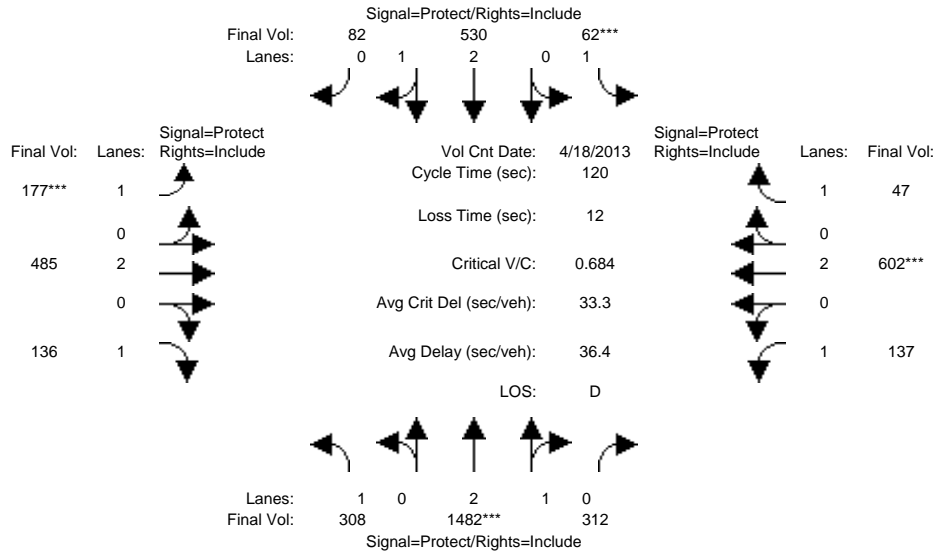 Signal=Protect/Rights=Include
Final Vol: 82 530 62***
Lanes: 0 1 2 0 1
Signal=Protect
Final Vol: Lanes: Rights=Include
Vol Cnt Date: 4/18/2013
Signal=Protect
Rights=Include Lanes: Final Vol:
Cycle Time (sec): 120
177*** 1
1 47
Loss Time (sec): 12
0
0
485 2
Critical V/C: 0.684
2 602***
0
Avg Crit Del (sec/veh): 33.3
0
136 1
Avg Delay (sec/veh): 36.4
1 137
LOS: D
Lanes: 1 0 2 1 0
Final Vol: 308 1482*** 312
Signal=Protect/Rights=Include